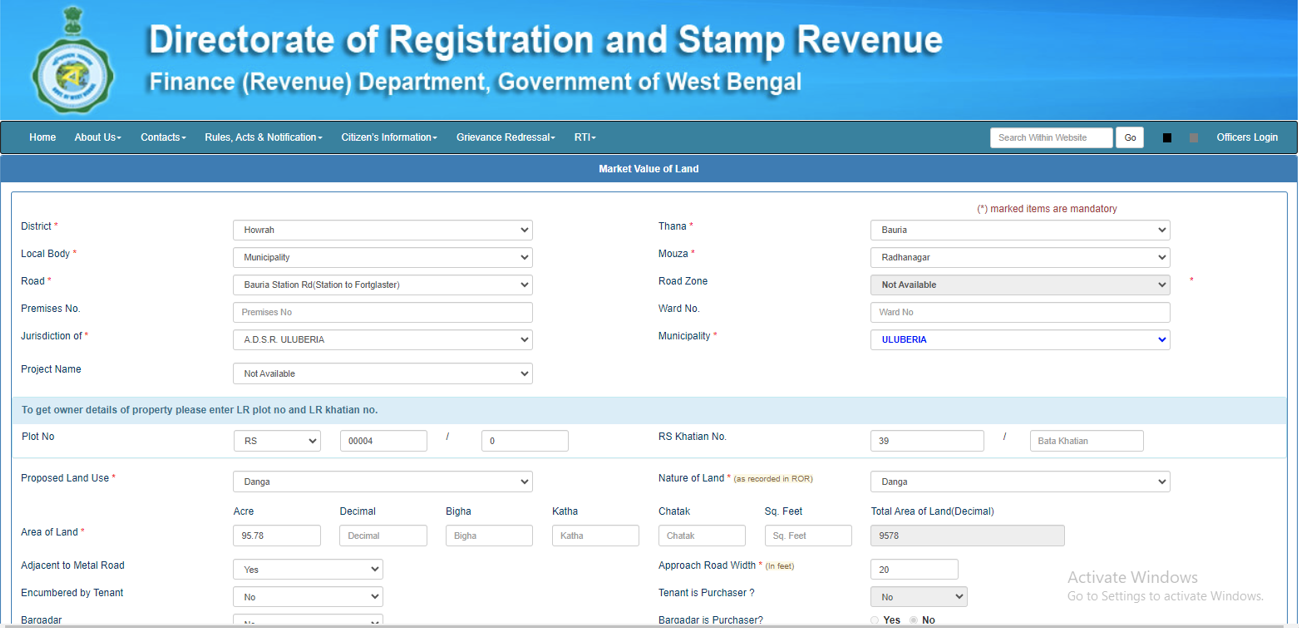 Directorate of Registration and Stamp Revenue
Finance (Revenue) Department, Government of West Bengal
Home About Us Contacts Rules, Acts & Notification Citizen's Information Grievance Redressal RTI Search Within Website Go Officers Login
Market Value of Land
(*) marked items are mandatory
District * Howrah Thana * Bauria
Local Body * Municipality Mouza * Radhanagar
Road * Bauria Station Rd(Station to Fortglaster) Road Zone Not Available *
Premises No. Premises No Ward No. Ward No
Jurisdiction of * A.D.S.R. ULUBERIA Municipality * ULUBERIA
Project Name Not Available
To get owner details of property please enter LR plot no and LR khatian no.
Plot No RS 00004 / 0 RS Khatian No. 39 / Bata Khatian
Proposed Land Use * Danga Nature of Land * (as recorded in ROR) Danga
Acre Decimal Bigha Katha Chatak Sq. Feet Total Area of Land(Decimal)
Area of Land * 95.78 Decimal Bigha Katha Chatak Sq. Feet 9578
Adjacent to Metal Road Yes Approach Road Width * (In feet) 20
Activate Windows
Encumbered by Tenant No Tenant is Purchaser ? No Go to Settings to activate Windows.
Bargadar No Bargadar is Purchaser? Yes No